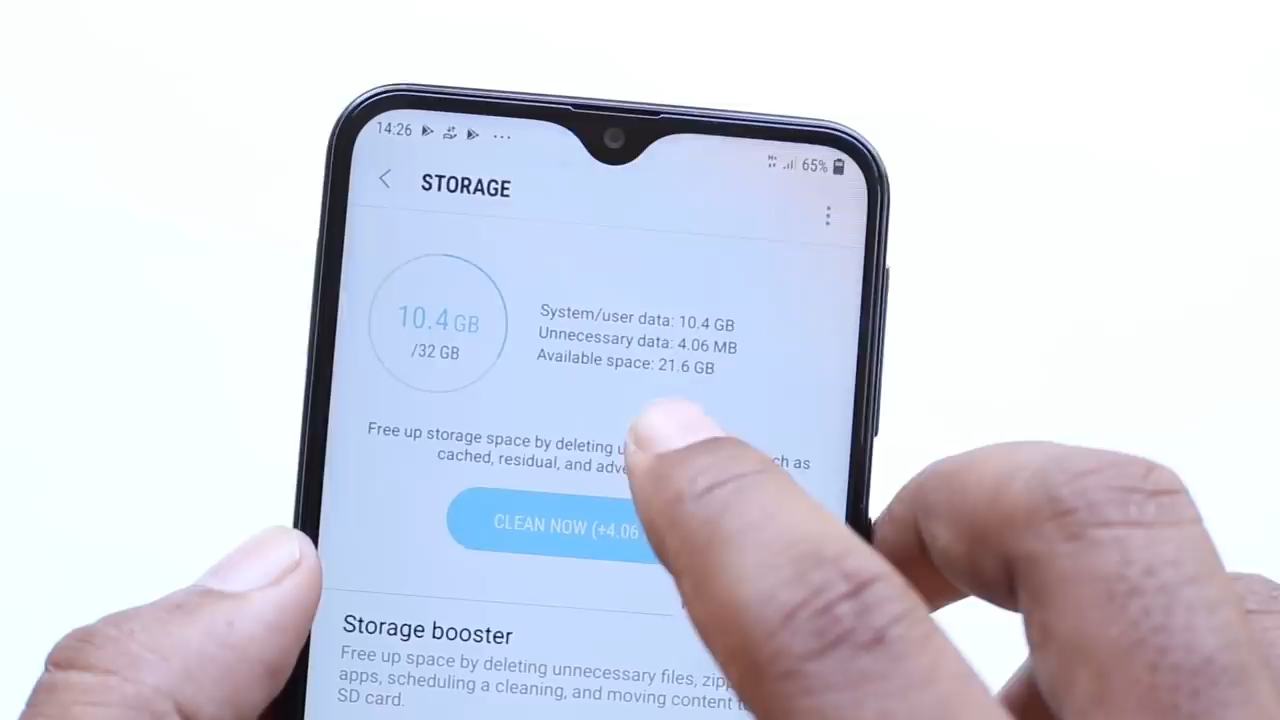 14:26
65%
STORAGE
10.4 GB
/32 GB
System/user data: 10.4 GB
Unnecessary data: 4.06 MB
Available space: 21.6 GB
Free up storage space by deleting
cached, residual, and
as
CLEAN NOW (+4.06
Storage booster
Free up space by deleting unnecessary files,
apps, scheduling a cleaning, and moving content
SD card.